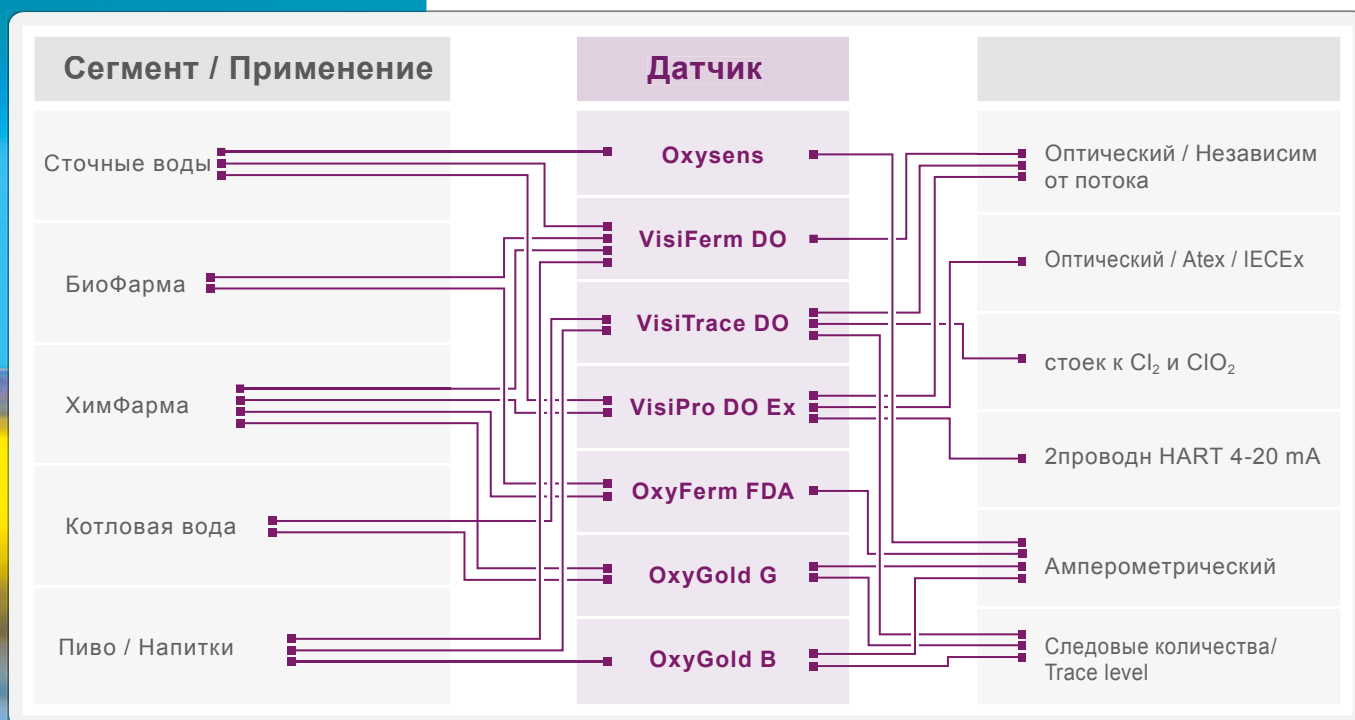 Сегмент / Применение
Датчик
Сточные воды
БиоФарма
ХимФарма
Котловая вода
Пиво / Напитки
Oxysens
VisiFerm DO
VisiTrace DO
VisiPro DO Ex
OxyFerm FDA
OxyGold G
OxyGold B
Оптический / Независим
от потока
Оптический / Atex / IECEx
стоек к Cl₂ и ClO₂
2проводн HART 4-20 mA
Амперометрический
Следовые количества/
Trace level